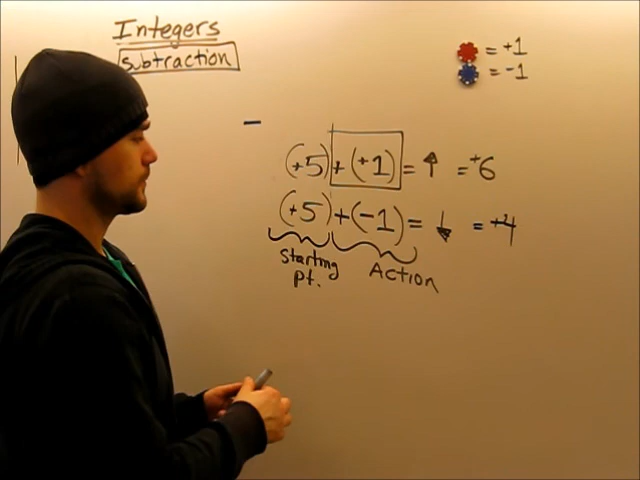 Integers
subtraction
= +1
= -1
-
(+5) + (+1) = ↑ = +6
(+5) + (-1) = ↓ = +4
Starting pt.
Action